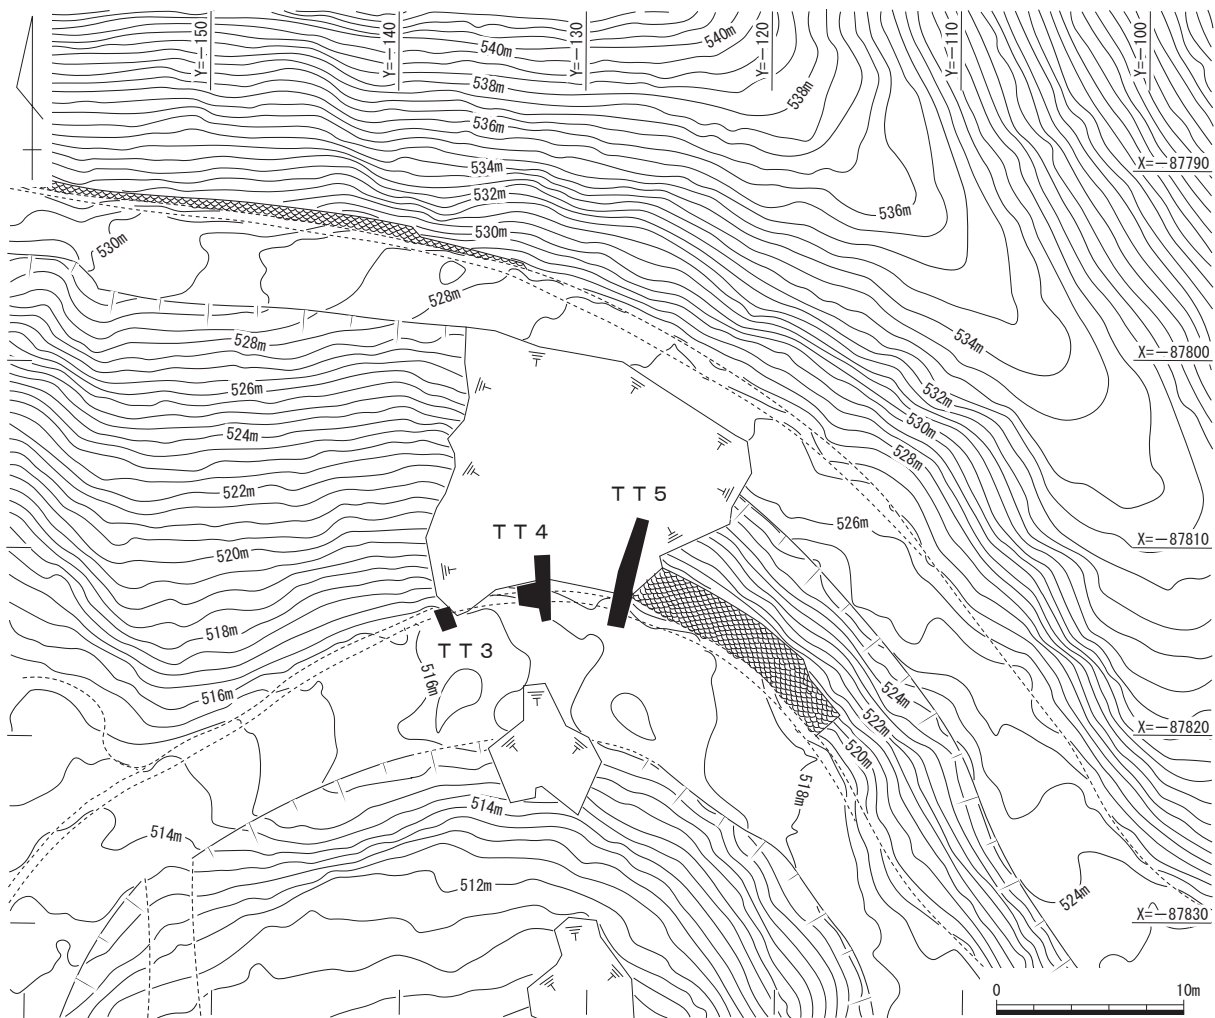 Y=-150
Y=-140
Y=-130
Y=-120
Y=-110
Y=-100
540m
540m
538m
538m
536m
X=-87790
534m
532m
536m
530m
530m
528m
528m
534m
X=-87800
526m
532m
524m
530m
528m
522m
TT5
526m
TT4
X=-87810
520m
518m
TT3
516m
516m
524m
522m
X=-87820
520m
518m
514m
514m
512m
524m
X=-87830
0 10m